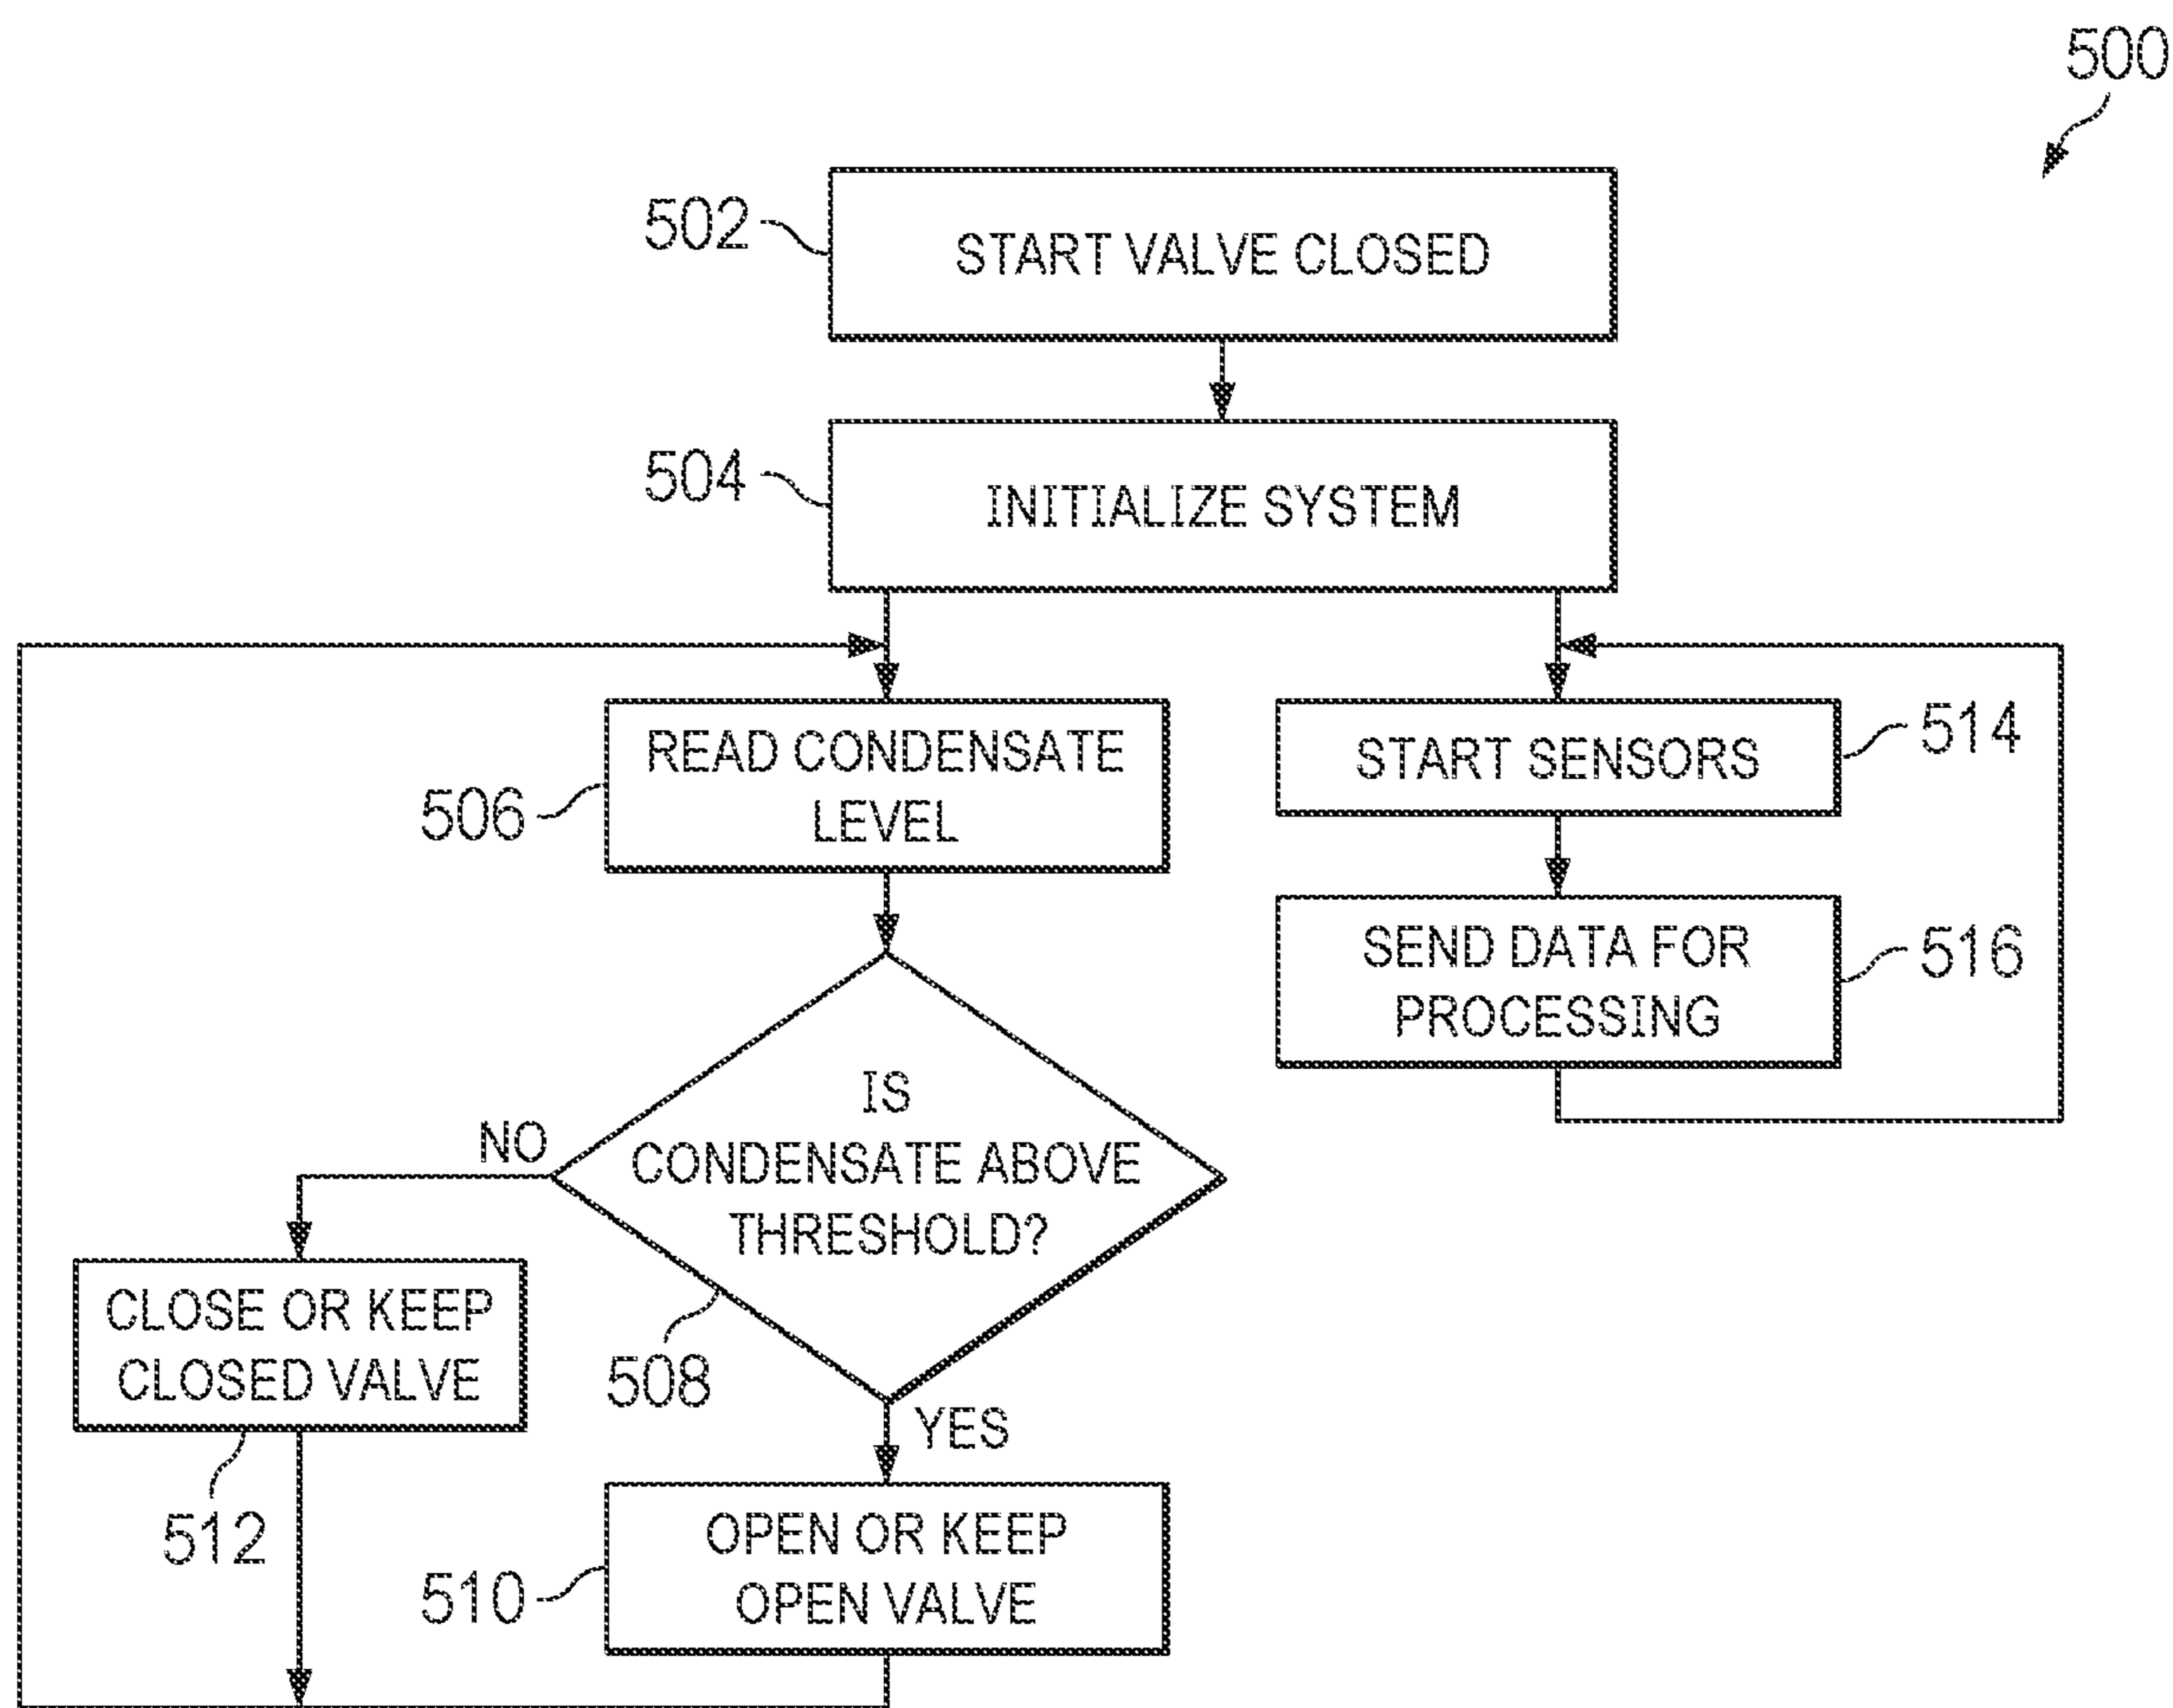 500
502
START VALVE CLOSED
504
INITIALIZE SYSTEM
506
READ CONDENSATE
LEVEL
START SENSORS
514
SEND DATA FOR
PROCESSING
516
IS
CONDENSATE ABOVE
THRESHOLD?
508
NO
YES
CLOSE OR KEEP
CLOSED VALVE
512
OPEN OR KEEP
OPEN VALVE
510